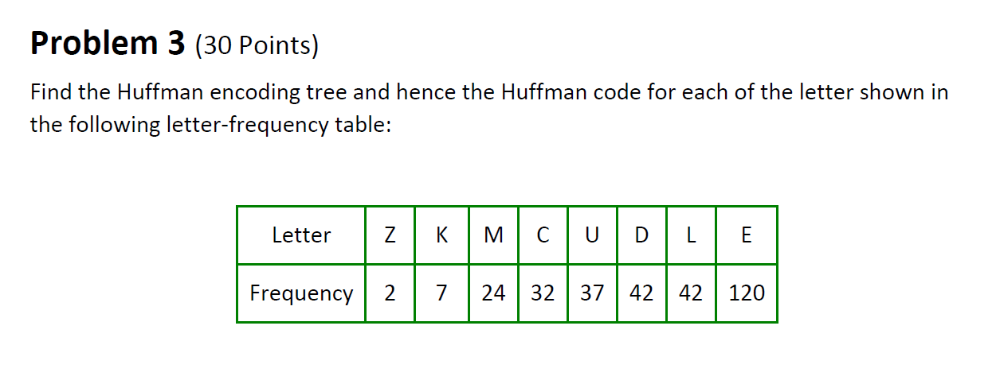 Problem 3 (30 Points)
Find the Huffman encoding tree and hence the Huffman code for each of the letter shown in
the following letter-frequency table:
Letter Z K M C U D L E
Frequency 2 7 24 32 37 42 42 120